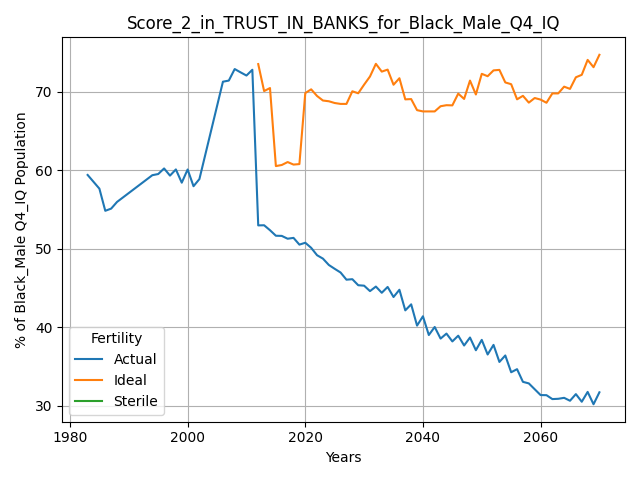 Score_2_in_TRUST_IN_BANKS_for_Black_Male_Q4_IQ
% of Black_Male Q4_IQ Population
70
60
50
40
30
Fertility
Actual
Ideal
Sterile
1980 2000 2020 2040 2060
Years